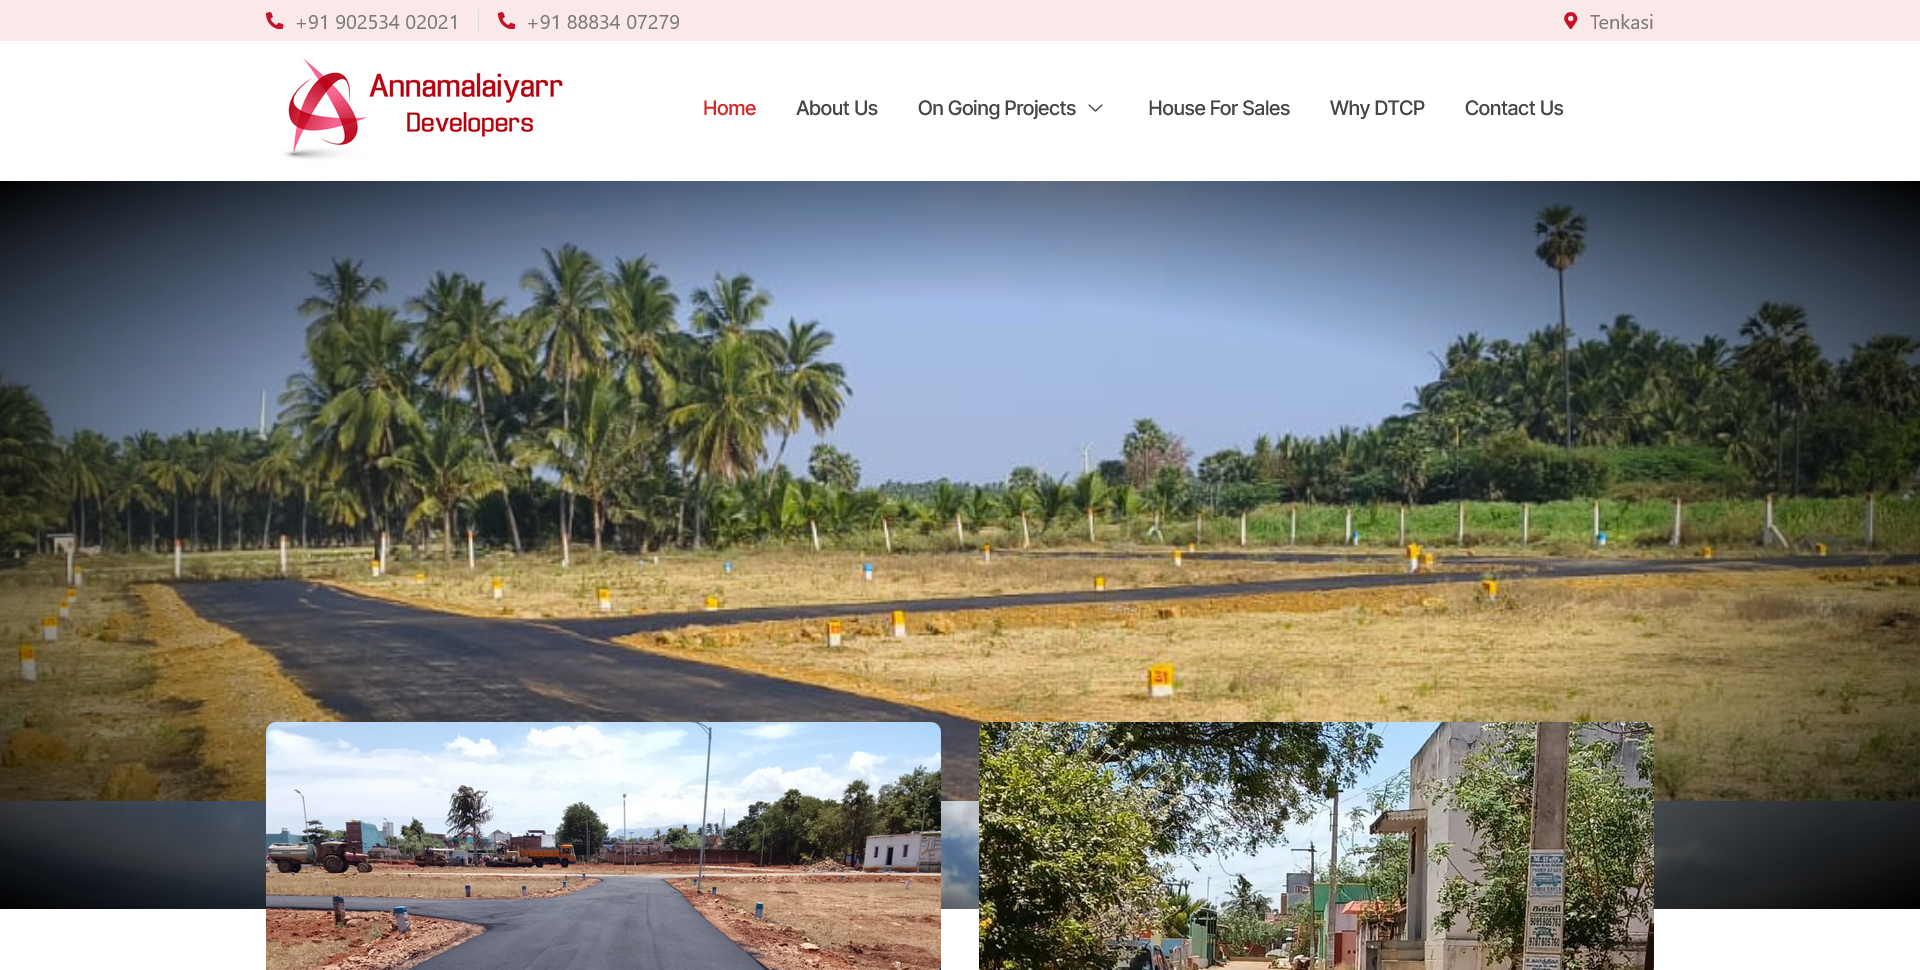 +91 902534 02021
+91 88834 07279
Tenkasi
Annamalaiyarr
Developers
Home
About Us
On Going Projects
House For Sales
Why DTCP
Contact Us